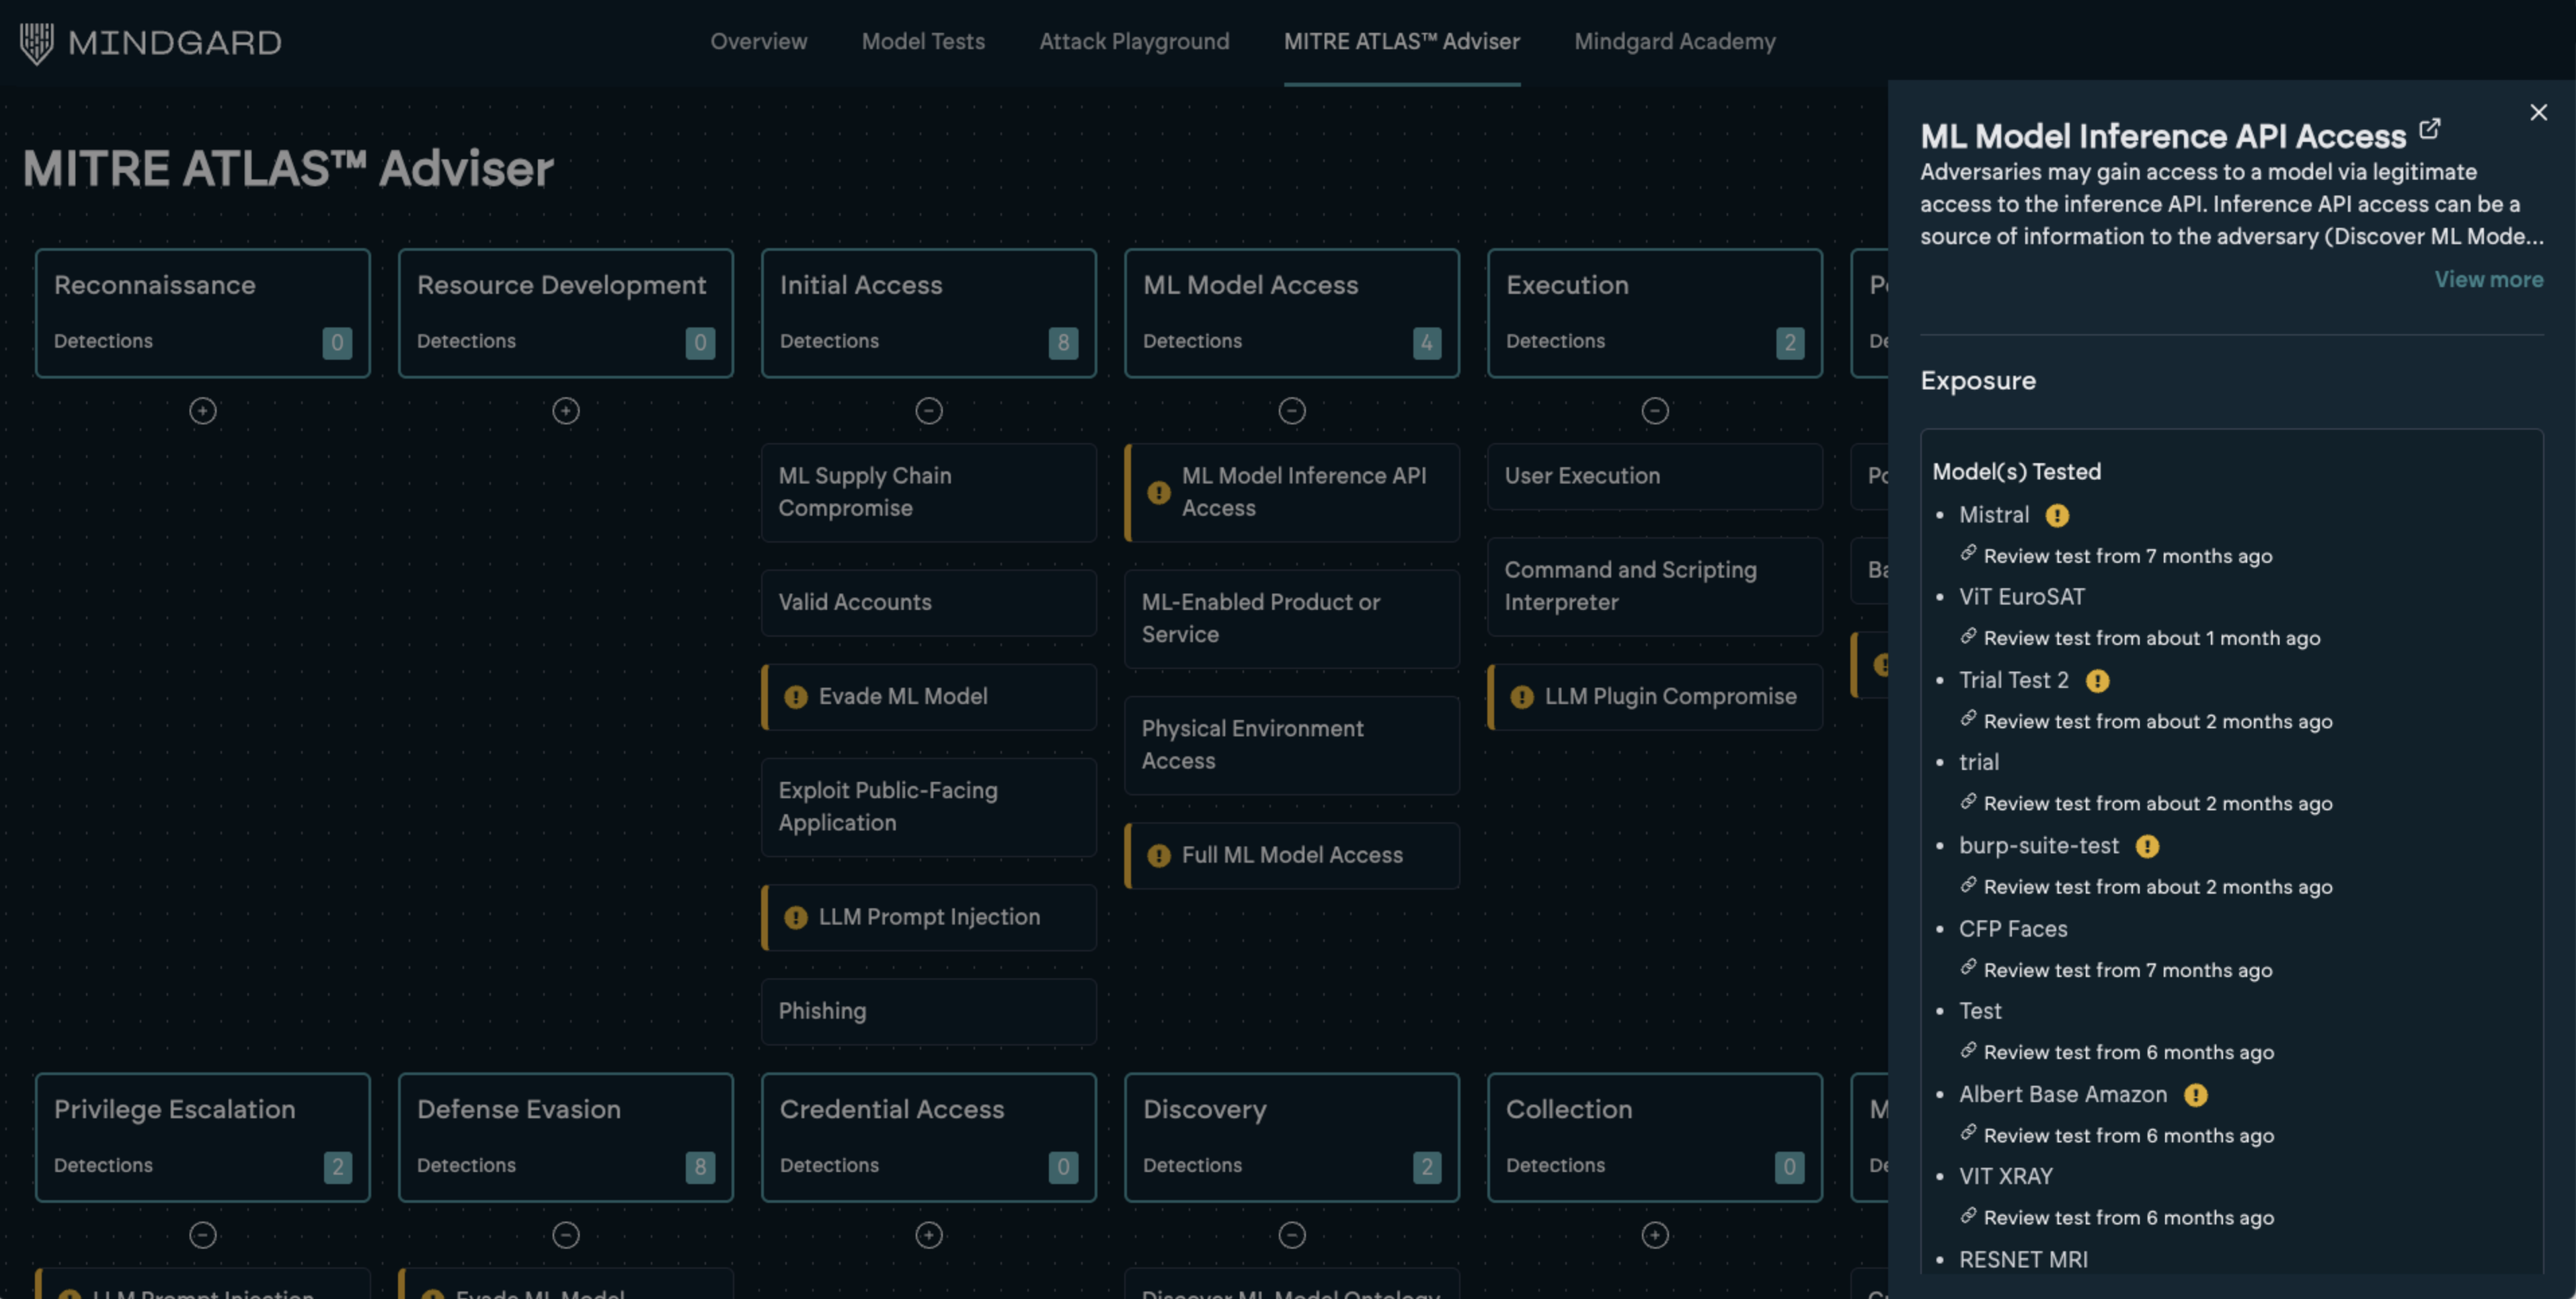 MINDGARD
Overview
Model Tests
Attack Playground
MITRE ATLAS™ Adviser
Mindgard Academy
MITRE ATLAS™ Adviser
Reconnaissance
Detections 0
Resource Development
Detections 0
Initial Access
Detections 8
ML Supply Chain
Compromise
Valid Accounts
Evade ML Model
Exploit Public-Facing
Application
LLM Prompt Injection
Phishing
ML Model Access
Detections 4
ML Model Inference API
Access
ML-Enabled Product or
Service
Physical Environment
Access
Full ML Model Access
Execution
Detections 2
User Execution
Command and Scripting
Interpreter
LLM Plugin Compromise
Privilege Escalation
Detections 2
LLM Prompt Injection
Defense Evasion
Detections 8
Evade ML Model
Credential Access
Detections 0
Discovery
Detections 2
Discover ML Model Ontology
Collection
Detections 0
ML Model Inference API Access
Adversaries may gain access to a model via legitimate
access to the inference API. Inference API access can be a
source of information to the adversary (Discover ML Mode...
View more
Exposure
Model(s) Tested
• Mistral
Review test from 7 months ago
• ViT EuroSAT
Review test from about 1 month ago
• Trial Test 2
Review test from about 2 months ago
• trial
Review test from about 2 months ago
• burp-suite-test
Review test from about 2 months ago
• CFP Faces
Review test from 7 months ago
• Test
Review test from 6 months ago
• Albert Base Amazon
Review test from 6 months ago
• VIT XRAY
Review test from 6 months ago
• RESNET MRI